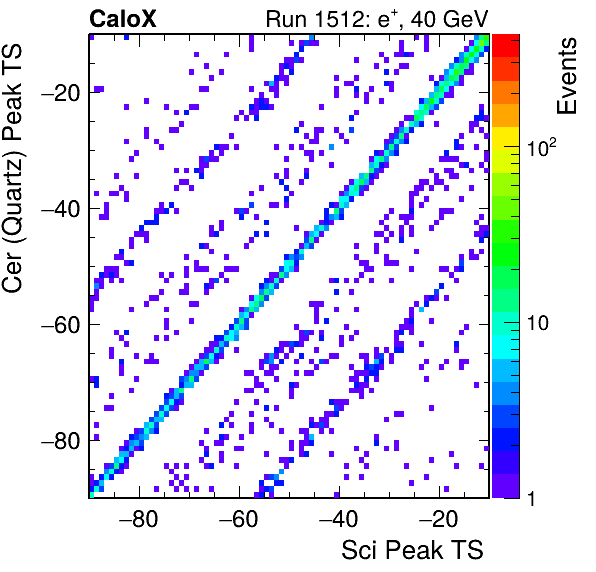 CaloX Run 1512: e⁺, 40 GeV
Cer (Quartz) Peak TS
−20
−40
−60
−80
−80 −60 −40 −20
Sci Peak TS
Events
10²
10
1